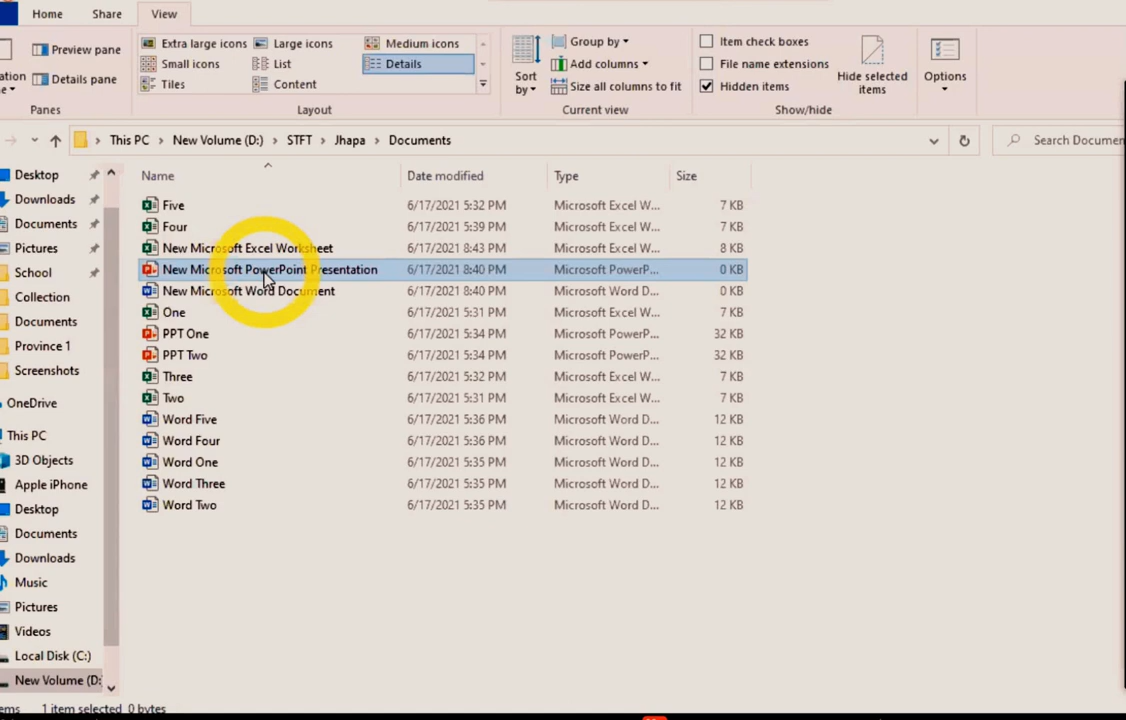 Home Share View
Preview pane
Details pane
Panes
Extra large icons Large icons Medium icons
Small icons List Details
Tiles Content
Layout
Sort by
Group by
Add columns
Size all columns to fit
Current view
Item check boxes
File name extensions
Hidden items
Hide selected items
Show/hide
Options
This PC > New Volume (D:) > STFT > Jhapa > Documents
Search Documen
Desktop
Downloads
Documents
Pictures
School
Collection
Documents
Province 1
Screenshots
OneDrive
This PC
3D Objects
Apple iPhone
Desktop
Documents
Downloads
Music
Pictures
Videos
Local Disk (C:)
New Volume (D:
Name Date modified Type Size
Five 6/17/2021 5:32 PM Microsoft Excel W... 7 KB
Four 6/17/2021 5:39 PM Microsoft Excel W... 7 KB
New Microsoft Excel Worksheet 6/17/2021 8:43 PM Microsoft Excel W... 8 KB
New Microsoft PowerPoint Presentation 6/17/2021 8:40 PM Microsoft PowerP... 0 KB
New Microsoft Word Document 6/17/2021 8:40 PM Microsoft Word D... 0 KB
One 6/17/2021 5:31 PM Microsoft Excel W... 7 KB
PPT One 6/17/2021 5:34 PM Microsoft PowerP... 32 KB
PPT Two 6/17/2021 5:34 PM Microsoft PowerP... 32 KB
Three 6/17/2021 5:32 PM Microsoft Excel W... 7 KB
Two 6/17/2021 5:31 PM Microsoft Excel W... 7 KB
Word Five 6/17/2021 5:36 PM Microsoft Word D... 12 KB
Word Four 6/17/2021 5:36 PM Microsoft Word D... 12 KB
Word One 6/17/2021 5:35 PM Microsoft Word D... 12 KB
Word Three 6/17/2021 5:35 PM Microsoft Word D... 12 KB
Word Two 6/17/2021 5:35 PM Microsoft Word D... 12 KB
ems 1 item selected 0 bytes